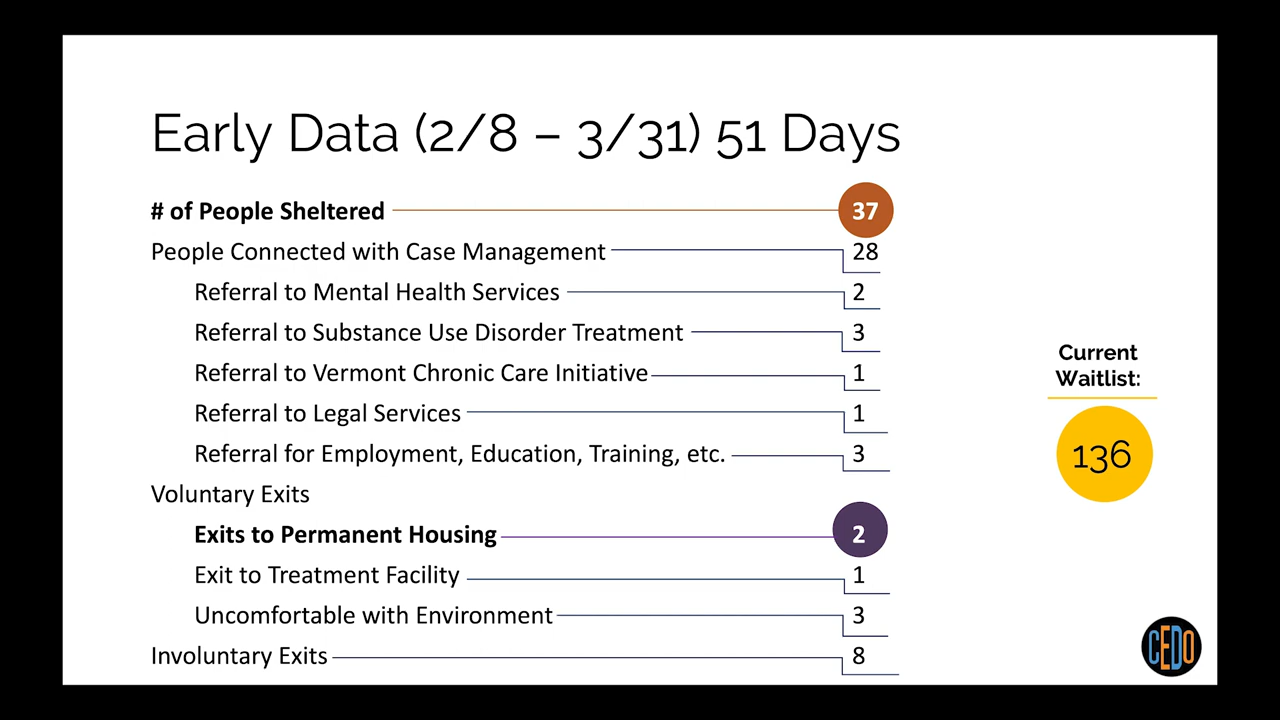 Early Data (2/8 – 3/31) 51 Days
# of People Sheltered 37
People Connected with Case Management 28
Referral to Mental Health Services 2
Referral to Substance Use Disorder Treatment 3
Referral to Vermont Chronic Care Initiative 1
Referral to Legal Services 1
Referral for Employment, Education, Training, etc. 3
Voluntary Exits
Exits to Permanent Housing 2
Exit to Treatment Facility 1
Uncomfortable with Environment 3
Involuntary Exits 8
Current
Waitlist:
136
CEDO